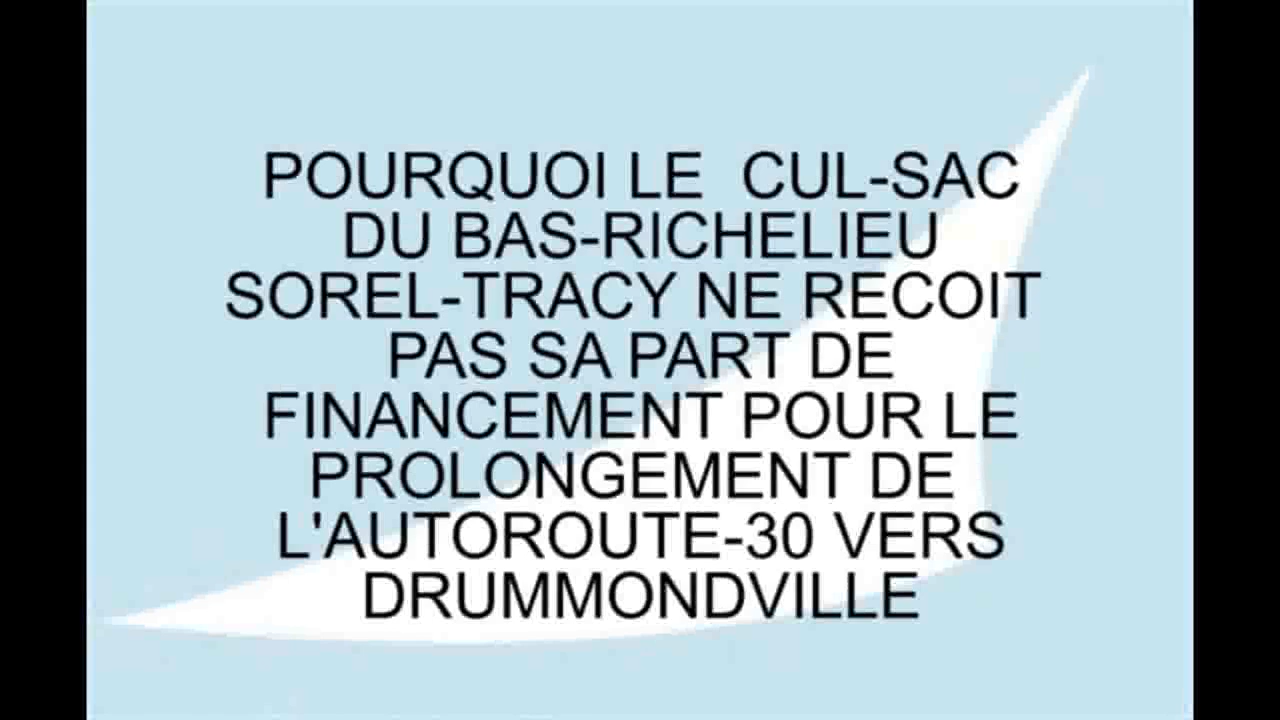 POURQUOI LE  CUL-SAC
DU BAS-RICHELIEU
SOREL-TRACY NE RECOIT
PAS SA PART DE
FINANCEMENT POUR LE
PROLONGEMENT DE
L'AUTOROUTE-30 VERS
DRUMMONDVILLE